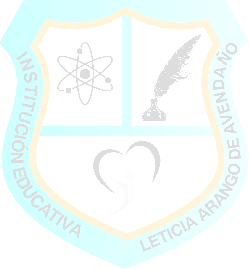 INSTITUCIÓN EDUCATIVA
LETICIA ARANGO DE AVENDAÑO